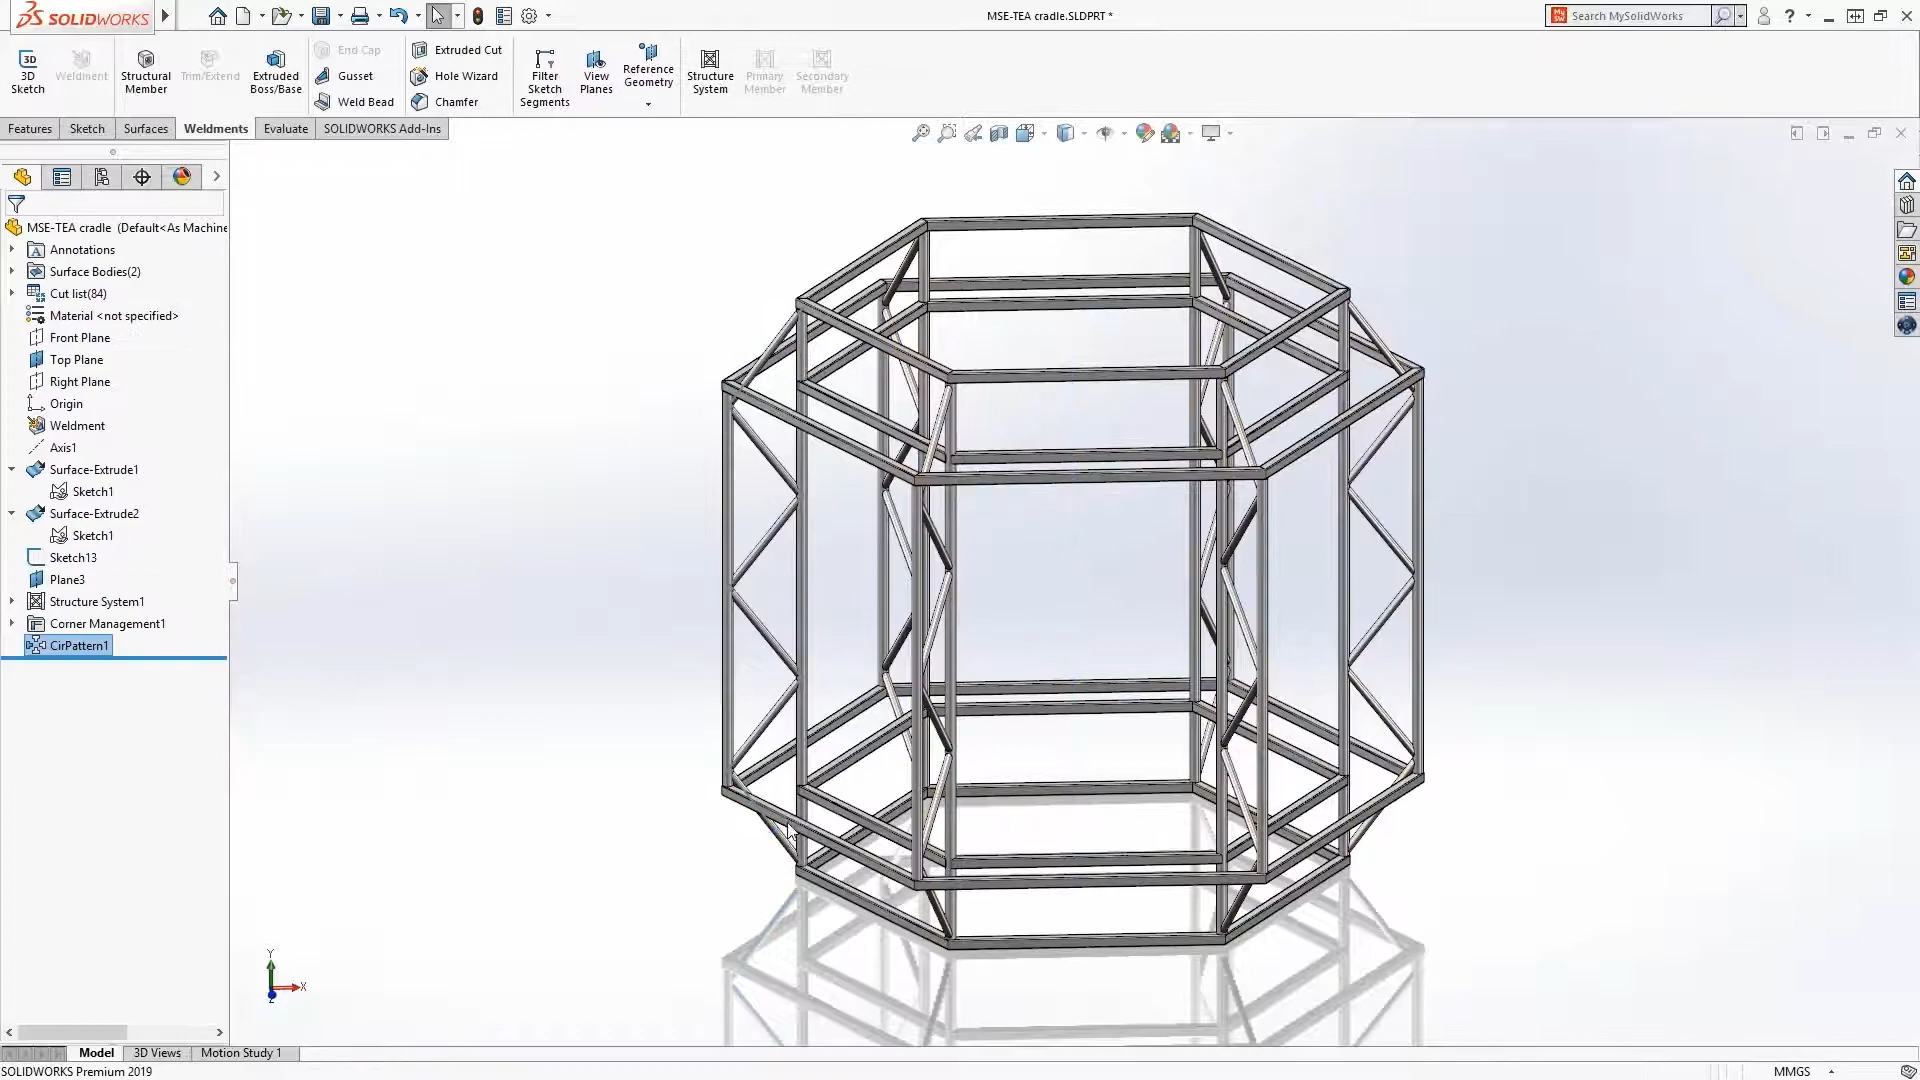 SOLIDWORKS
MSE-TEA cradle.SLDPRT *
Search MySolidWorks
3D Sketch
Weldment
Structural Member
Trim/Extend
Extruded Boss/Base
End Cap
Gusset
Weld Bead
Extruded Cut
Hole Wizard
Chamfer
Filter Sketch Segments
View Planes
Reference Geometry
Structure System
Primary Member
Secondary Member
Features
Sketch
Surfaces
Weldments
Evaluate
SOLIDWORKS Add-Ins
MSE-TEA cradle (Default<As Machine
Annotations
Surface Bodies(2)
Cut list(84)
Material <not specified>
Front Plane
Top Plane
Right Plane
Origin
Weldment
Axis1
Surface-Extrude1
Sketch1
Surface-Extrude2
Sketch1
Sketch13
Plane3
Structure System1
Corner Management1
CirPattern1
Y
X
Z
Model
3D Views
Motion Study 1
SOLIDWORKS Premium 2019
MMGS